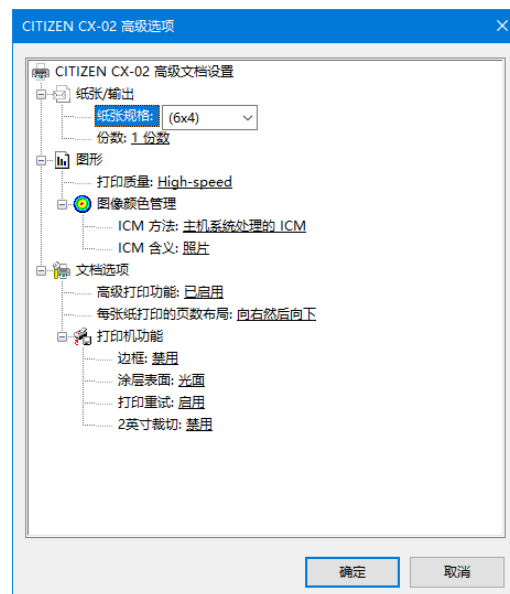 CITIZEN CX-02 高级选项
CITIZEN CX-02 高级文档设置
纸张/输出
纸张规格: (6x4)
份数: 1 份数
图形
打印质量: High-speed
图像颜色管理
ICM 方法: 主机系统处理的 ICM
ICM 含义: 照片
文档选项
高级打印功能: 已启用
每张纸打印的页数布局: 向右然后向下
打印机功能
边框: 禁用
涂层表面: 光面
打印重试: 启用
2英寸裁切: 禁用
确定 取消